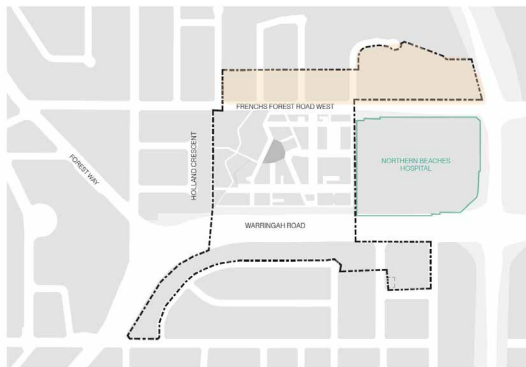 FRENCHS FOREST ROAD WEST
HOLLAND CRESCENT
FOREST WAY
NORTHERN BEACHES
HOSPITAL
WARRINGAH ROAD